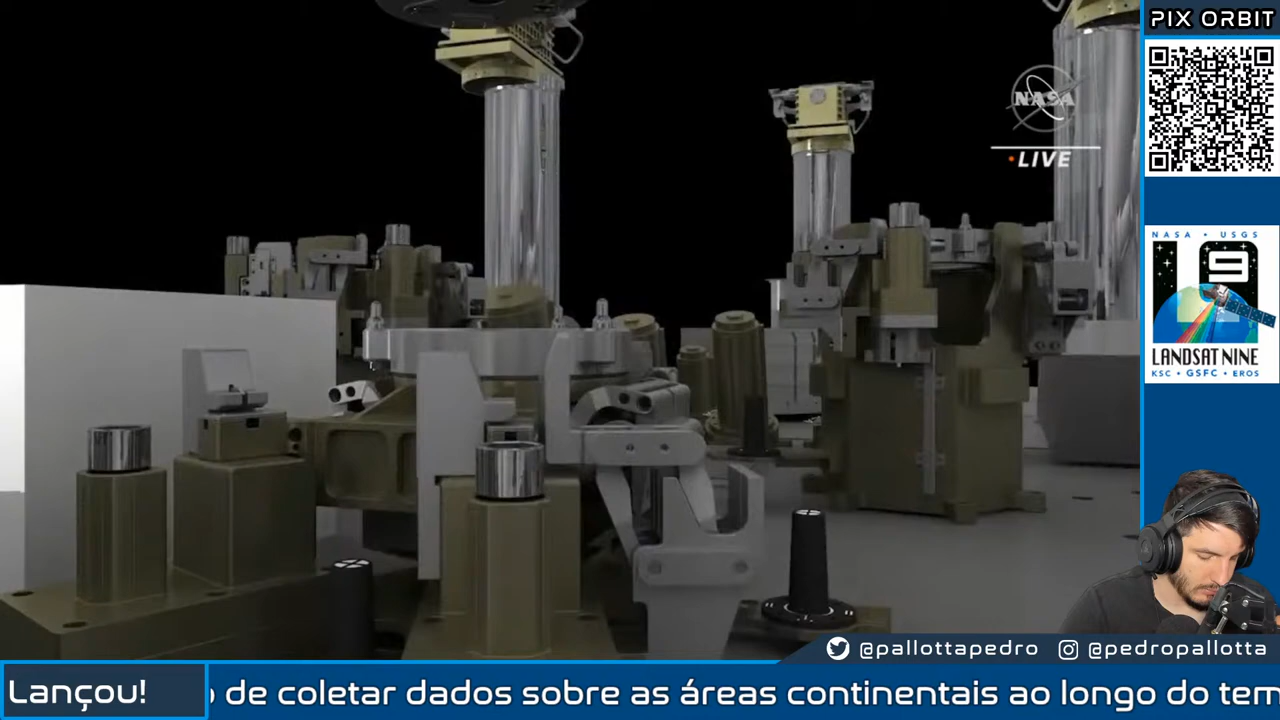 PIX ORBIT
NASA
LIVE
NASA • USGS
L9
LANDSAT NINE
KSC • GSFC • EROS
@pallottapedro
@pedropallotta
Lançou!
o de coletar dados sobre as áreas continentais ao longo do tem